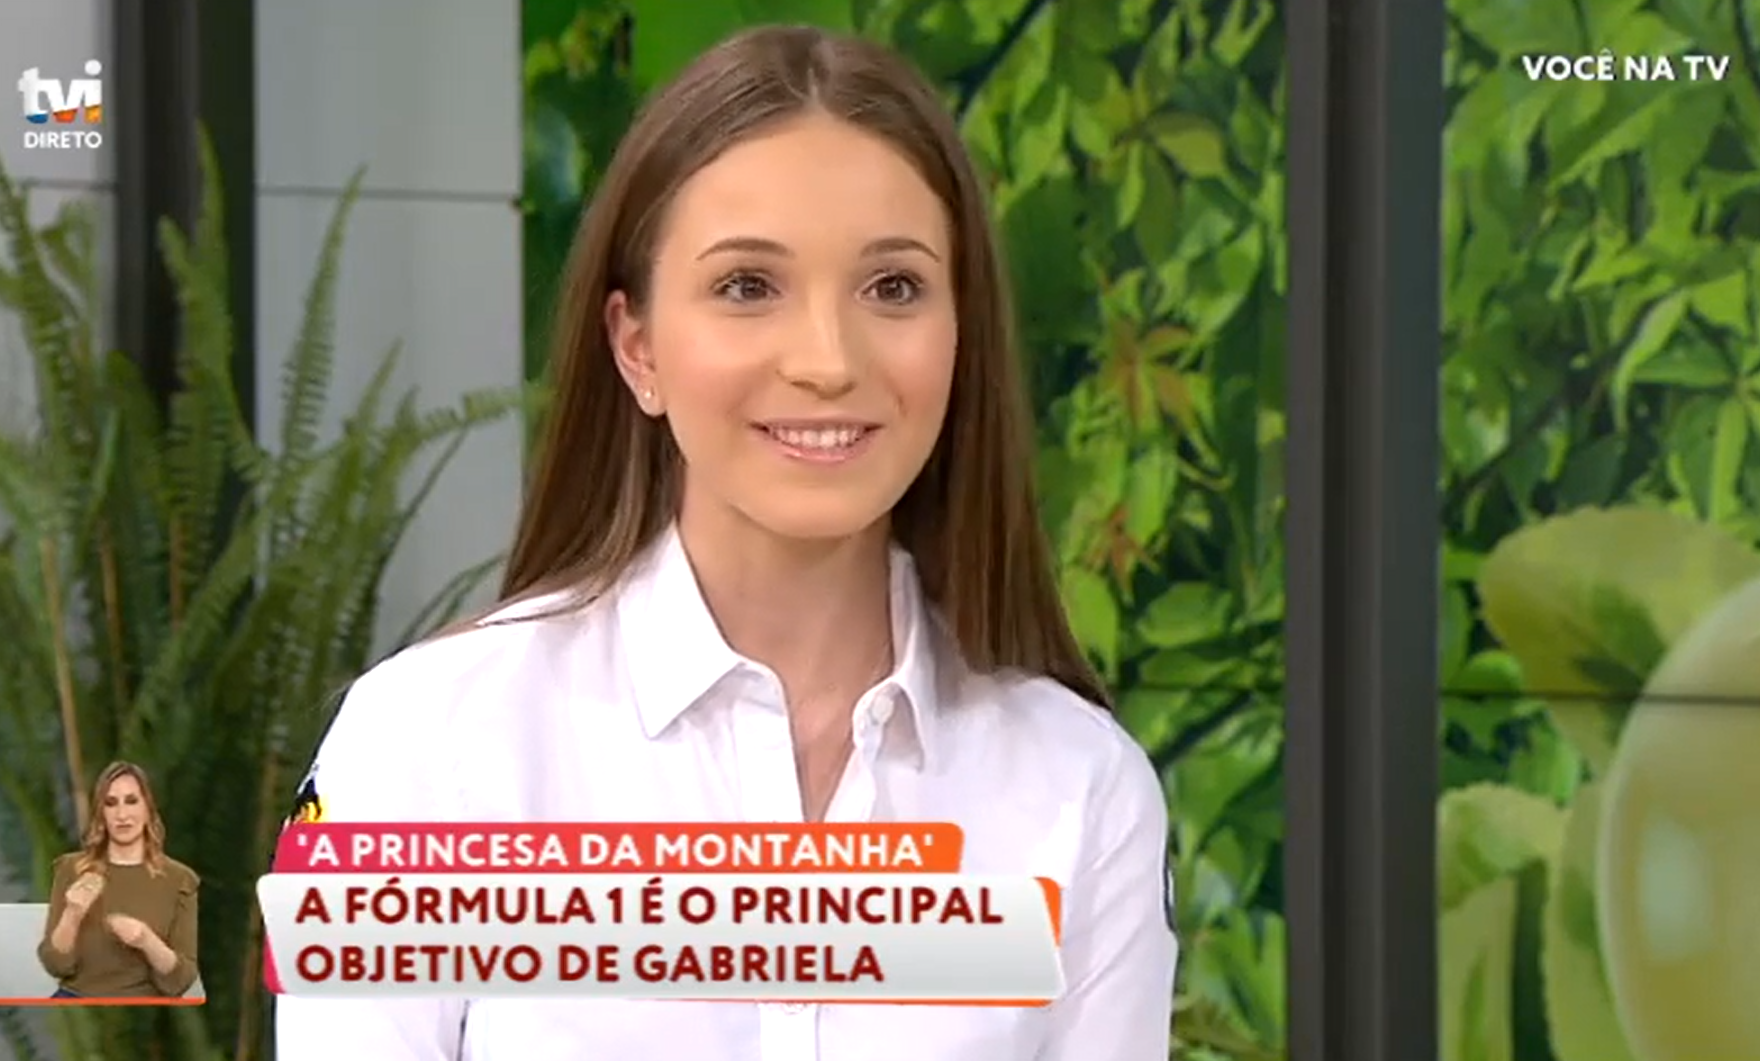 tvi
DIRETO
VOCÊ NA TV
'A PRINCESA DA MONTANHA'
A FÓRMULA 1 É O PRINCIPAL
OBJETIVO DE GABRIELA